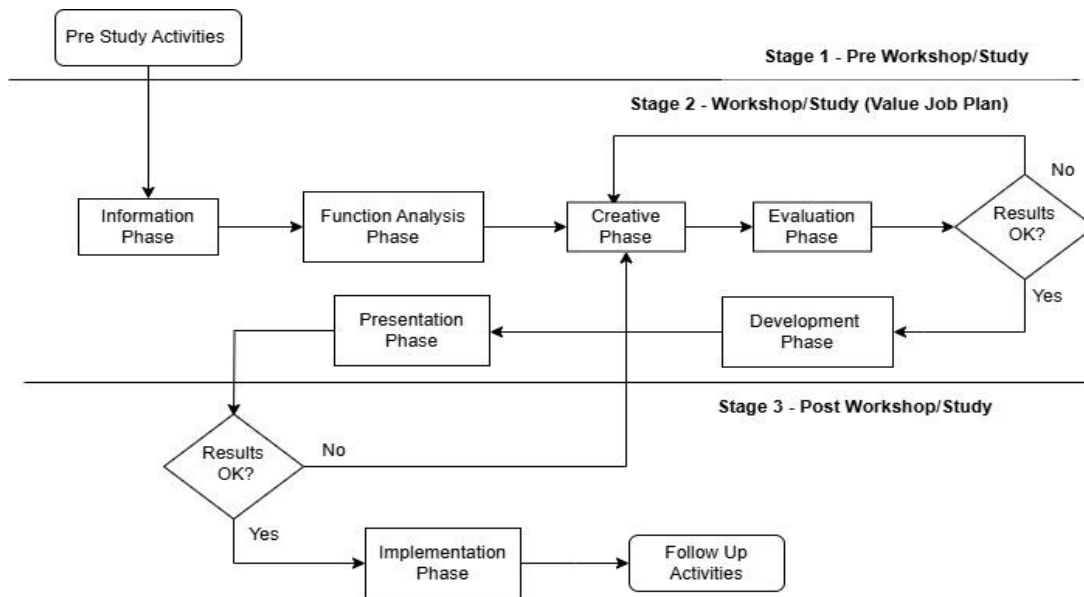 Pre Study Activities
Stage 1 - Pre Workshop/Study
Stage 2 - Workshop/Study (Value Job Plan)
No
Information
Phase
Function Analysis
Phase
Creative
Phase
Evaluation
Phase
Results
OK?
Yes
Presentation
Phase
Development
Phase
Stage 3 - Post Workshop/Study
Results
OK?
No
Yes
Implementation
Phase
Follow Up
Activities